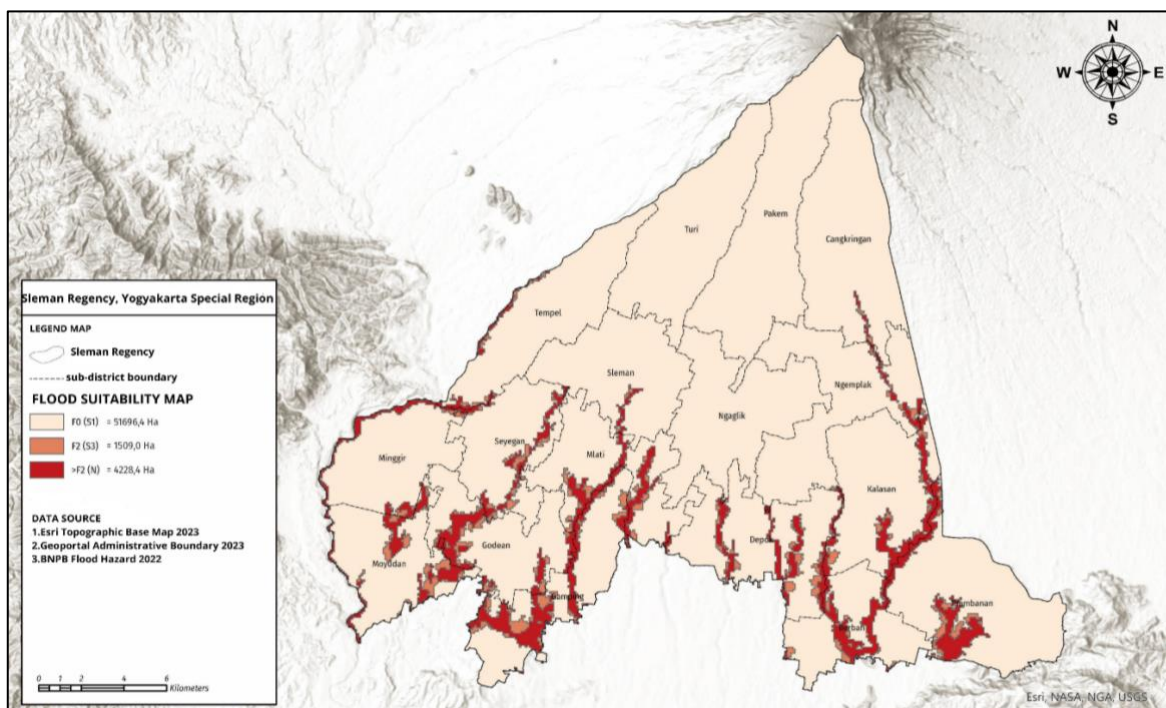 N
W
E
S
Pakem
Turi
Cangkringan
Tempel
Sleman
Ngemplak
Ngaglik
Seyegan
Mlati
Minggir
Kalasan
Godean
Moyudan
Sleman Regency, Yogyakarta Special Region
LEGEND MAP
Sleman Regency
sub-district boundary
FLOOD SUITABILITY MAP
F0 (S1) = 51696,4 Ha
F2 (S3) = 1509,0 Ha
>F2 (N) = 4228,4 Ha
DATA SOURCE
1.Esri Topographic Base Map 2023
2.Geoportal Administrative Boundary 2023
3.BNPB Flood Hazard 2022
0 1 2 4 6
Kilometers
Esri, NASA, NGA, USGS